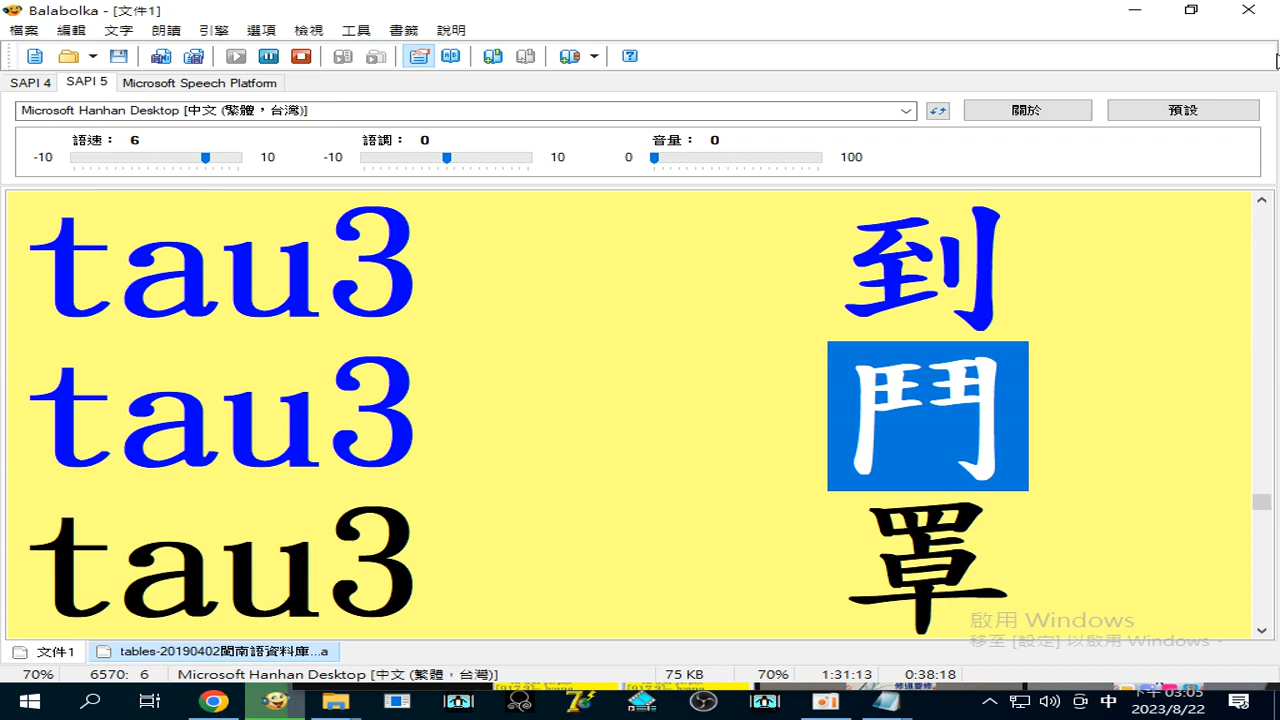 Balabolka - [文件1]
檔案 編輯 文字 朗讀 引擎 選項 檢視 工具 書籤 說明
SAPI 4 SAPI 5 Microsoft Speech Platform
Microsoft Hanhan Desktop [中文 (繁體，台灣)] 關於 預設
語速： 6 語調： 0 音量： 0
-10 10 -10 10 0 100
tau3 到
tau3 鬥
tau3 罩
啟用 Windows
移至 [設定] 以啟用 Windows。
文件1 tables-20190402閩南語資料庫...a
70% 6570: 6 Microsoft Hanhan Desktop [中文 (繁體，台灣)] 75 KB 70% 1:31:13 0:38:18
中 下午 03:05
2023/8/22